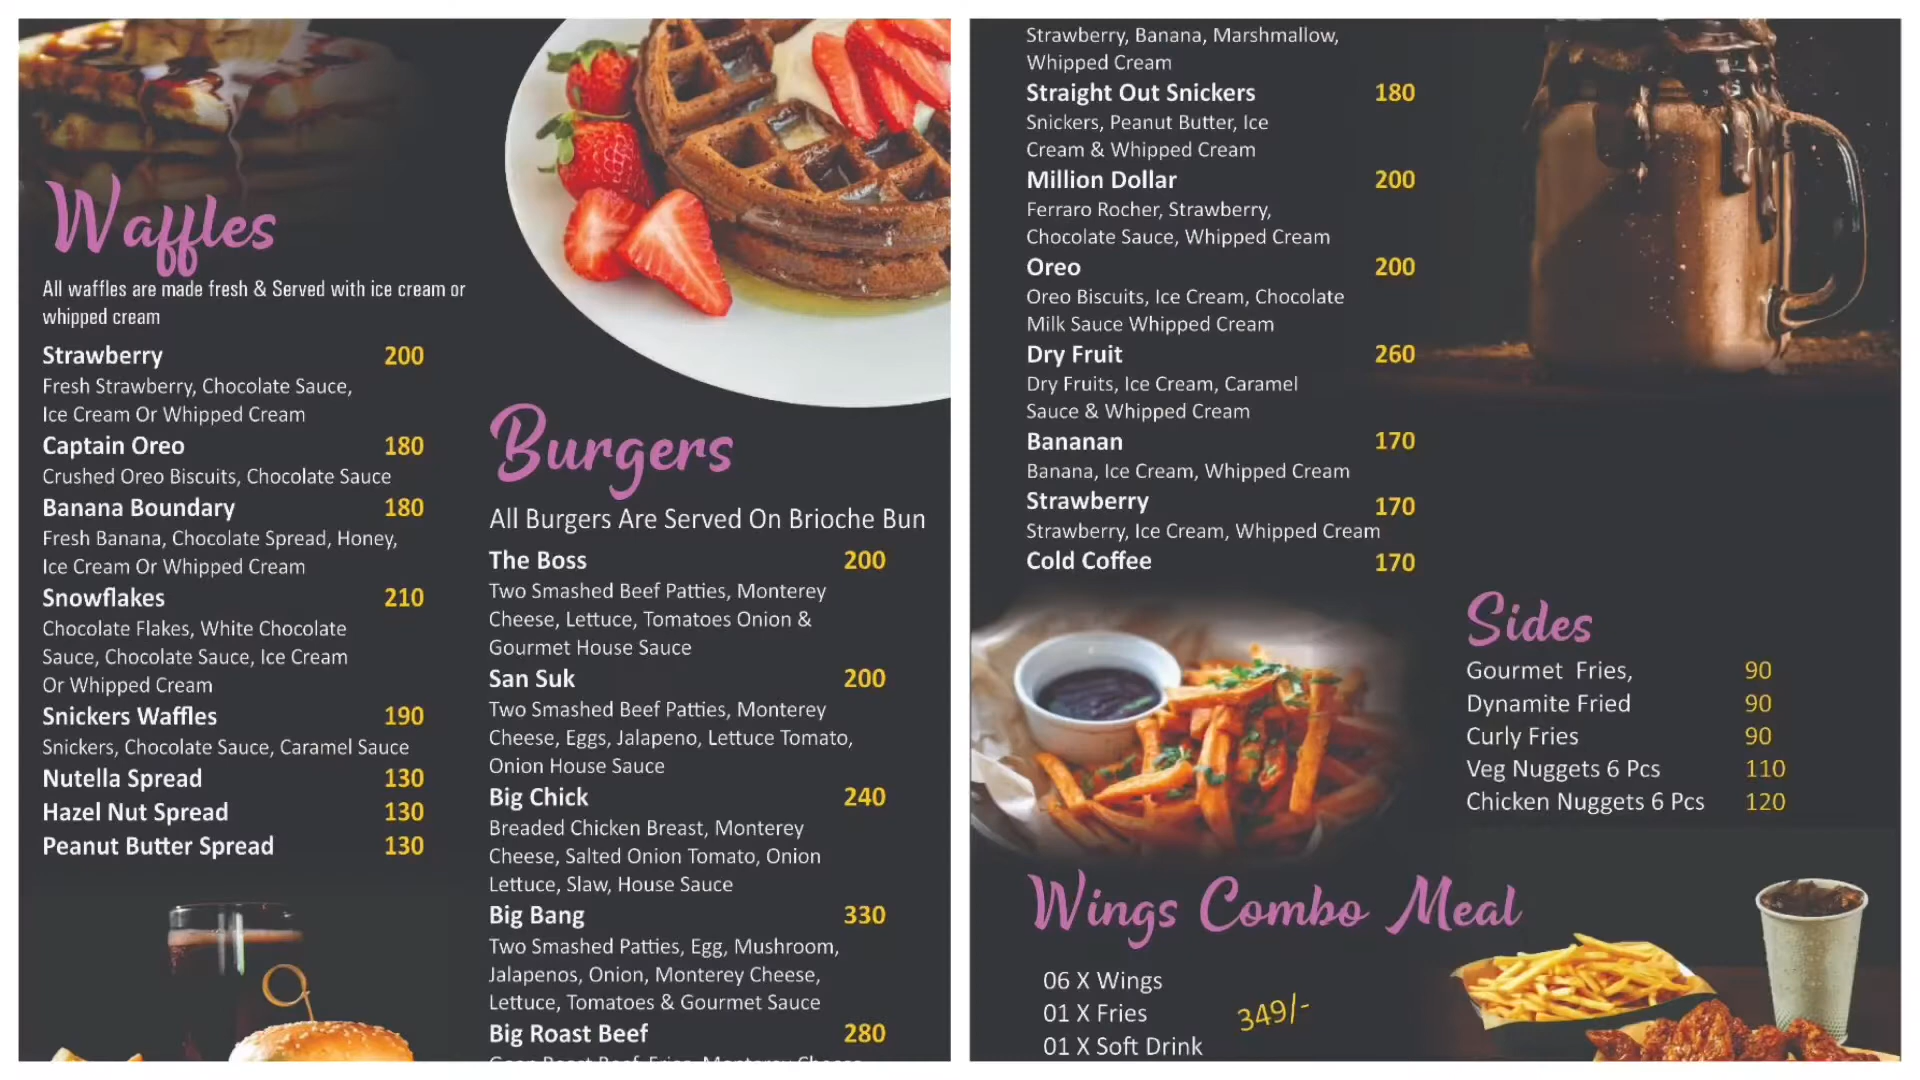 Waffles
All waffles are made fresh & Served with ice cream or
whipped cream
Strawberry 200
Fresh Strawberry, Chocolate Sauce,
Ice Cream Or Whipped Cream
Captain Oreo 180
Crushed Oreo Biscuits, Chocolate Sauce
Banana Boundary 180
Fresh Banana, Chocolate Spread, Honey,
Ice Cream Or Whipped Cream
Snowflakes 210
Chocolate Flakes, White Chocolate
Sauce, Chocolate Sauce, Ice Cream
Or Whipped Cream
Snickers Waffles 190
Snickers, Chocolate Sauce, Caramel Sauce
Nutella Spread 130
Hazel Nut Spread 130
Peanut Butter Spread 130
Burgers
All Burgers Are Served On Brioche Bun
The Boss 200
Two Smashed Beef Patties, Monterey
Cheese, Lettuce, Tomatoes Onion &
Gourmet House Sauce
San Suk 200
Two Smashed Beef Patties, Monterey
Cheese, Eggs, Jalapeno, Lettuce Tomato,
Onion House Sauce
Big Chick 240
Breaded Chicken Breast, Monterey
Cheese, Salted Onion Tomato, Onion
Lettuce, Slaw, House Sauce
Big Bang 330
Two Smashed Patties, Egg, Mushroom,
Jalapenos, Onion, Monterey Cheese,
Lettuce, Tomatoes & Gourmet Sauce
Big Roast Beef 280
Strawberry, Banana, Marshmallow,
Whipped Cream
Straight Out Snickers 180
Snickers, Peanut Butter, Ice
Cream & Whipped Cream
Million Dollar 200
Ferraro Rocher, Strawberry,
Chocolate Sauce, Whipped Cream
Oreo 200
Oreo Biscuits, Ice Cream, Chocolate
Milk Sauce Whipped Cream
Dry Fruit 260
Dry Fruits, Ice Cream, Caramel
Sauce & Whipped Cream
Bananan 170
Banana, Ice Cream, Whipped Cream
Strawberry 170
Strawberry, Ice Cream, Whipped Cream
Cold Coffee 170
Sides
Gourmet Fries, 90
Dynamite Fried 90
Curly Fries 90
Veg Nuggets 6 Pcs 110
Chicken Nuggets 6 Pcs 120
Wings Combo Meal
06 X Wings
01 X Fries
349/-
01 X Soft Drink